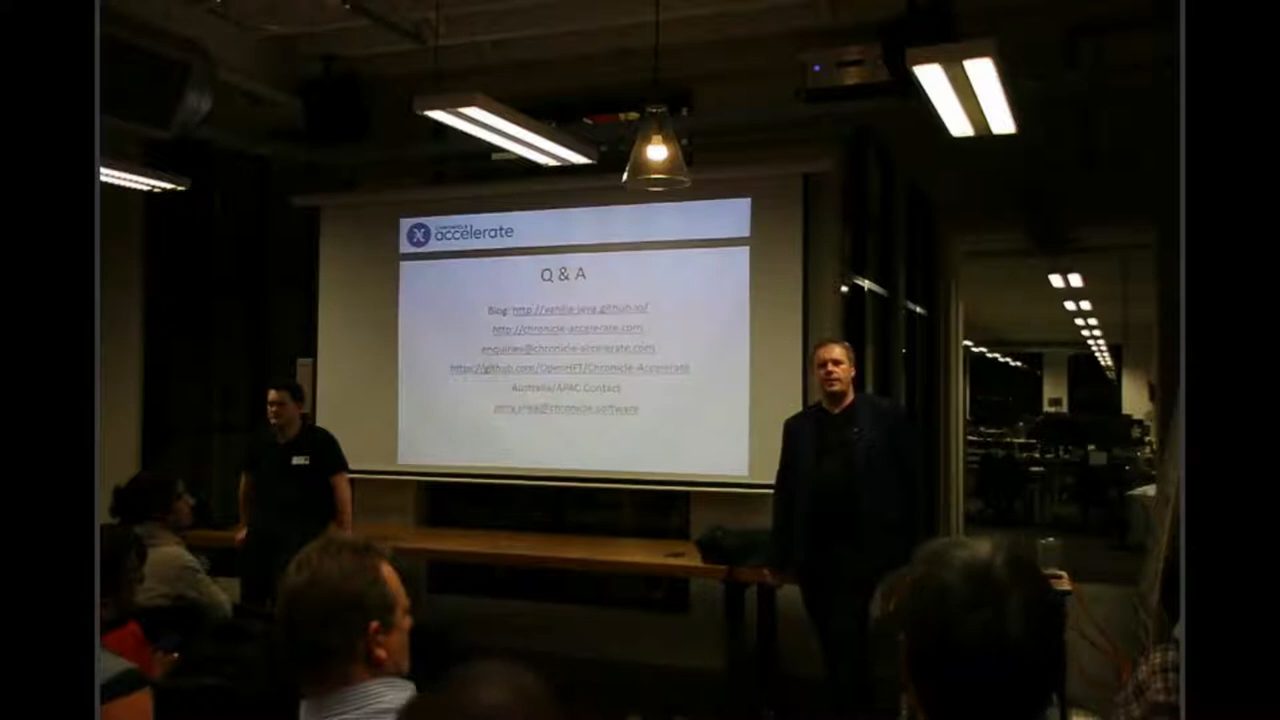 CHRONICLE
accelerate
Q & A
Blog: http://vanilla-java.github.io/
http://chronicle-accelerate.com
enquiries@chronicle-accelerate.com
https://github.com/OpenHFT/Chronicle-Accelerate
Australia/APAC Contact